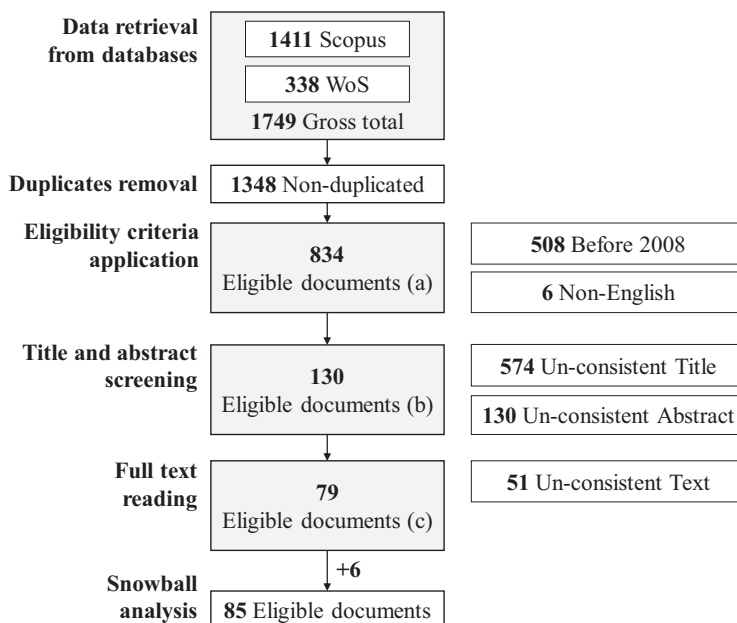 Data retrieval
from databases
1411 Scopus
338 WoS
1749 Gross total
Duplicates removal
1348 Non-duplicated
Eligibility criteria
application
834
Eligible documents (a)
508 Before 2008
6 Non-English
Title and abstract
screening
130
Eligible documents (b)
574 Un-consistent Title
130 Un-consistent Abstract
Full text
reading
79
Eligible documents (c)
51 Un-consistent Text
+6
Snowball
analysis
85 Eligible documents